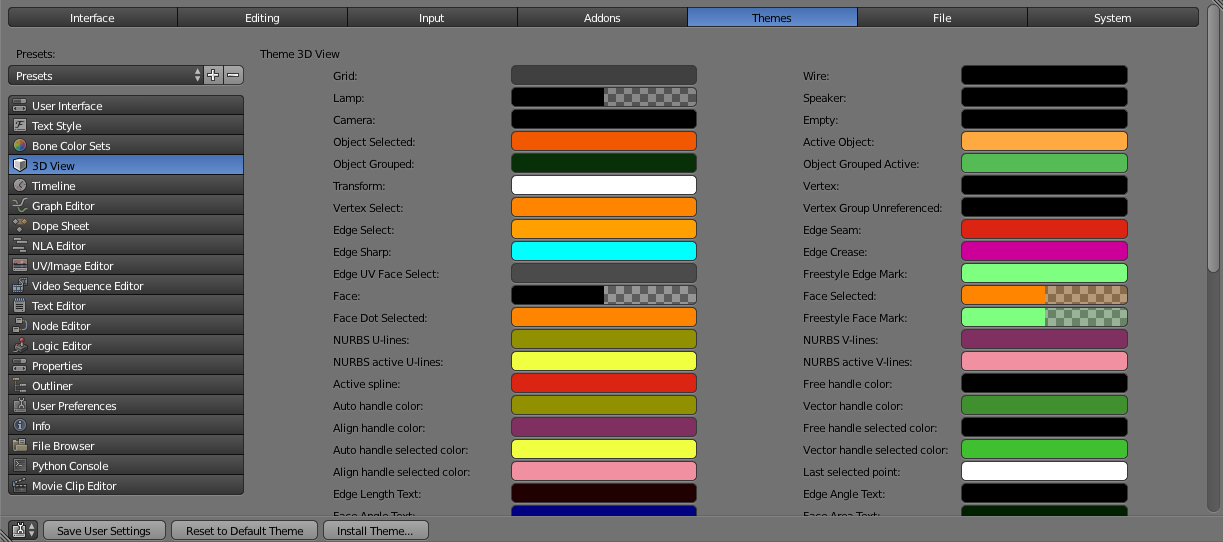 Interface Editing Input Addons Themes File System
Presets:
Presets
User Interface
Text Style
Bone Color Sets
3D View
Timeline
Graph Editor
Dope Sheet
NLA Editor
UV/Image Editor
Video Sequence Editor
Text Editor
Node Editor
Logic Editor
Properties
Outliner
User Preferences
Info
File Browser
Python Console
Movie Clip Editor
Theme 3D View
Grid:
Lamp:
Camera:
Object Selected:
Object Grouped:
Transform:
Vertex Select:
Edge Select:
Edge Sharp:
Edge UV Face Select:
Face:
Face Dot Selected:
NURBS U-lines:
NURBS active U-lines:
Active spline:
Auto handle color:
Align handle color:
Auto handle selected color:
Align handle selected color:
Edge Length Text:
Face Angle Text:
Wire:
Speaker:
Empty:
Active Object:
Object Grouped Active:
Vertex:
Vertex Group Unreferenced:
Edge Seam:
Edge Crease:
Freestyle Edge Mark:
Face Selected:
Freestyle Face Mark:
NURBS V-lines:
NURBS active V-lines:
Free handle color:
Vector handle color:
Free handle selected color:
Vector handle selected color:
Last selected point:
Edge Angle Text:
Face Area Text:
Save User Settings Reset to Default Theme Install Theme...